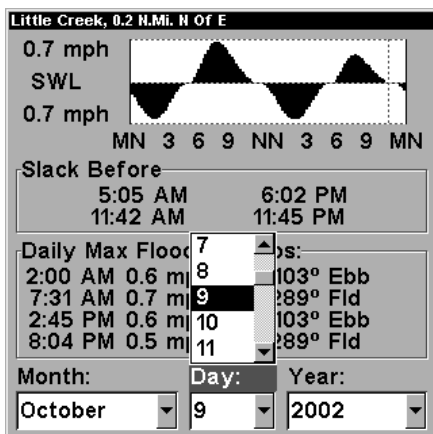 Little Creek, 0.2 N.Mi. N Of E
0.7 mph
SWL
0.7 mph
MN 3 6 9 NN 3 6 9 MN
Slack Before
5:05 AM 6:02 PM
11:42 AM 11:45 PM
Daily Max
2:00 AM 0.6 103º Ebb
7:31 AM 0.7 289º Fld
2:45 PM 0.6 103º Ebb
8:04 PM 0.5 289º Fld
7
8
9
10
11
Month: Day: Year:
October 9 2002